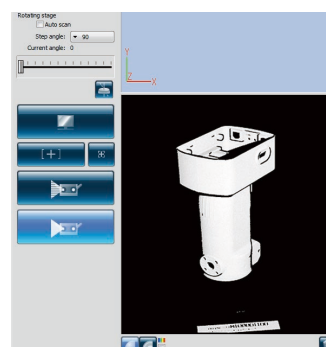 Rotating stage
Auto scan
Step angle: 90
Current angle: 0
Y
Z
X